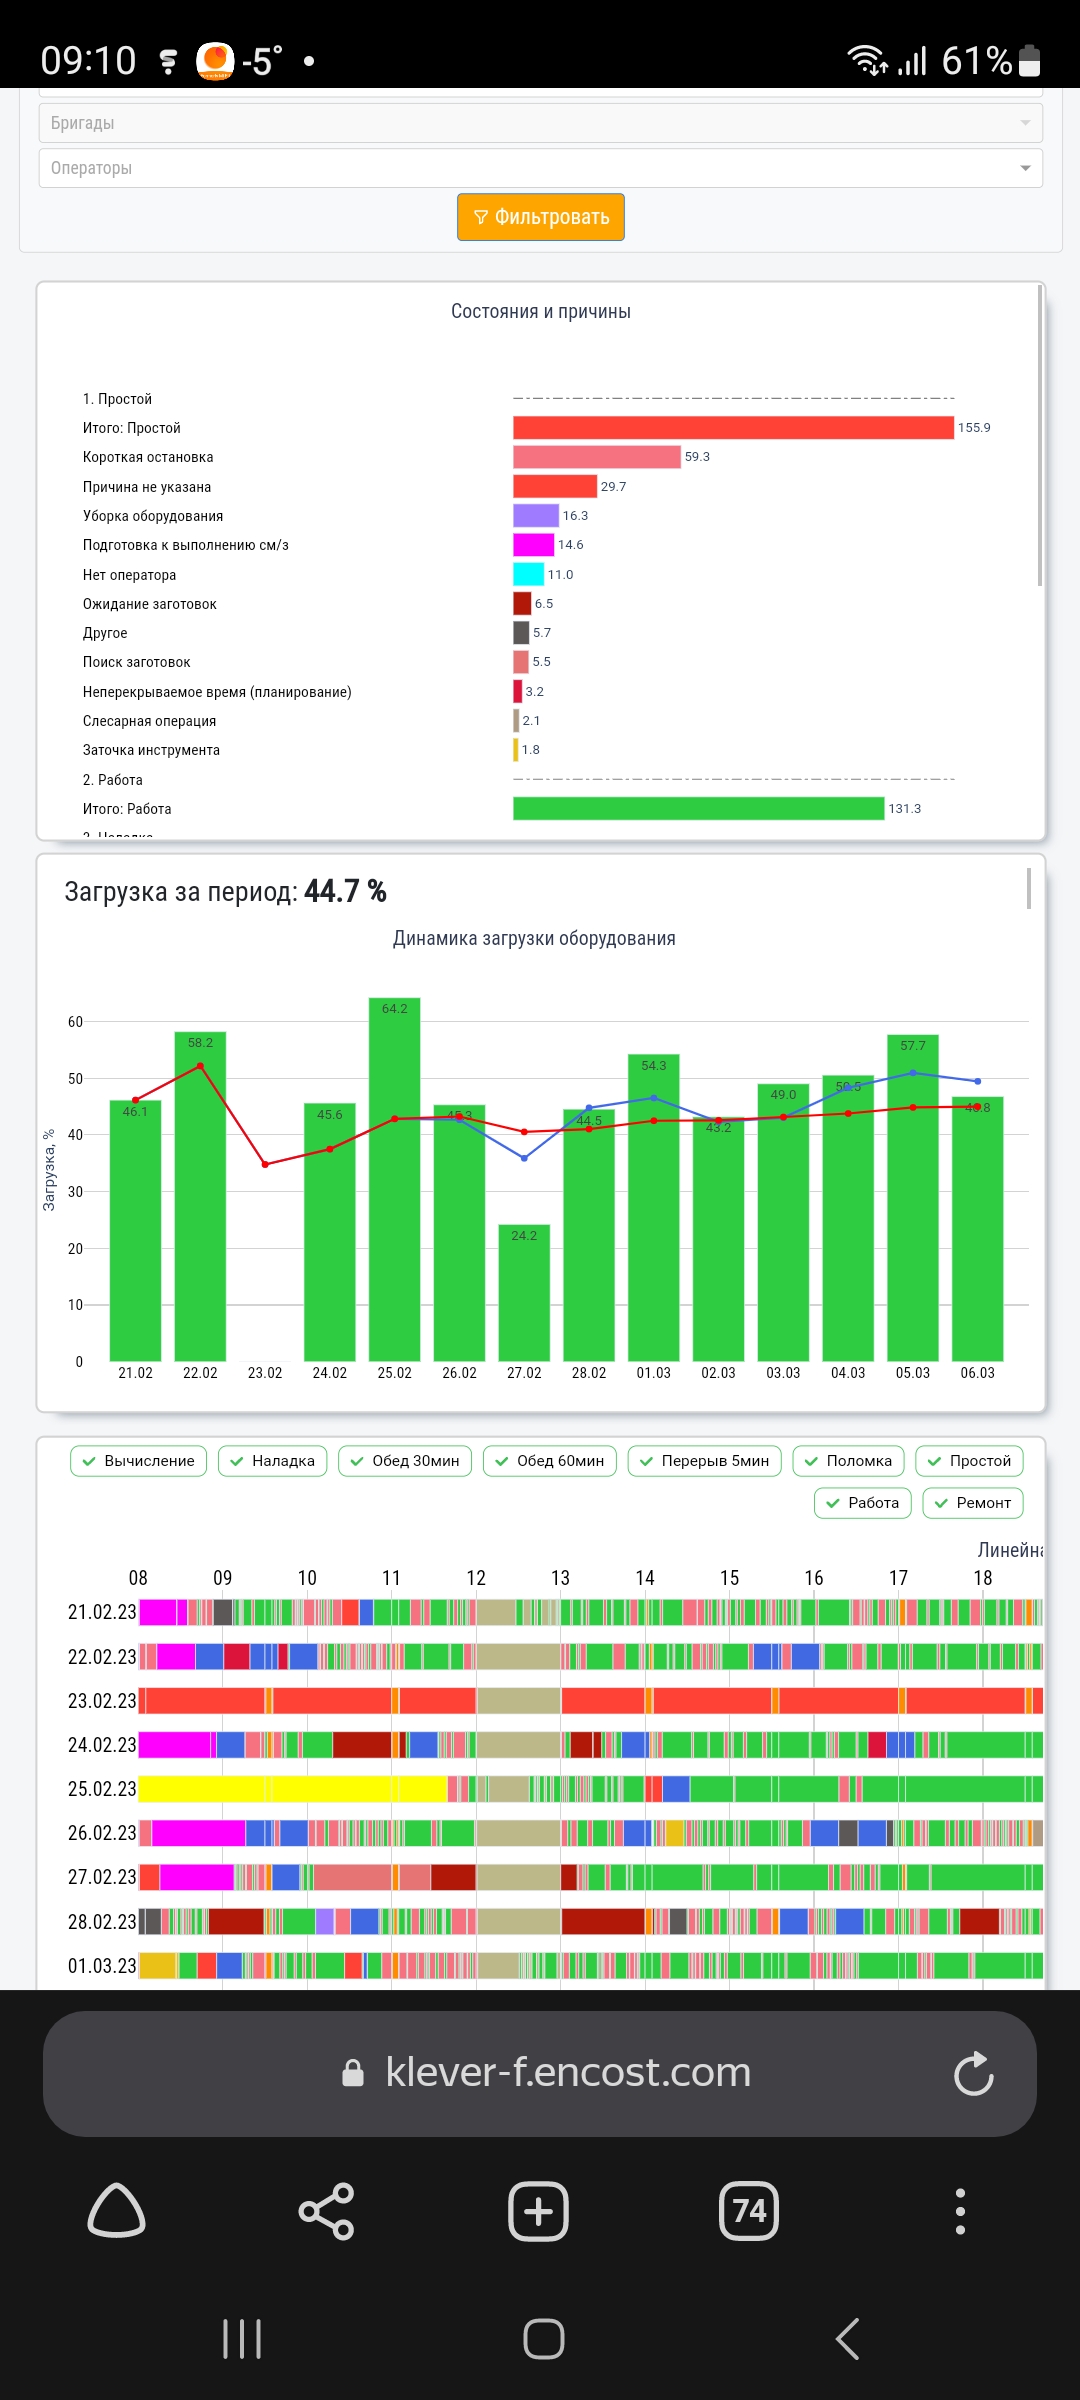 09:10 -5° 61%
Бригады
Операторы
Фильтровать
Состояния и причины
1. Простой
Итого: Простой 155.9
Короткая остановка 59.3
Причина не указана 29.7
Уборка оборудования 16.3
Подготовка к выполнению см/з 14.6
Нет оператора 11.0
Ожидание заготовок 6.5
Другое 5.7
Поиск заготовок 5.5
Неперекрываемое время (планирование) 3.2
Слесарная операция 2.1
Заточка инструмента 1.8
2. Работа
Итого: Работа 131.3
Загрузка за период: 44.7 %
Динамика загрузки оборудования
Загрузка, %
60
50
40
30
20
10
0
46.1 58.2 45.6 64.2 45.3 24.2 44.5 54.3 43.2 49.0 50.5 57.7 46.8
21.02 22.02 23.02 24.02 25.02 26.02 27.02 28.02 01.03 02.03 03.03 04.03 05.03 06.03
Вычисление Наладка Обед 30мин Обед 60мин Перерыв 5мин Поломка Простой
Работа Ремонт
Линейна
08 09 10 11 12 13 14 15 16 17 18
21.02.23
22.02.23
23.02.23
24.02.23
25.02.23
26.02.23
27.02.23
28.02.23
01.03.23
klever-f.encost.com
74